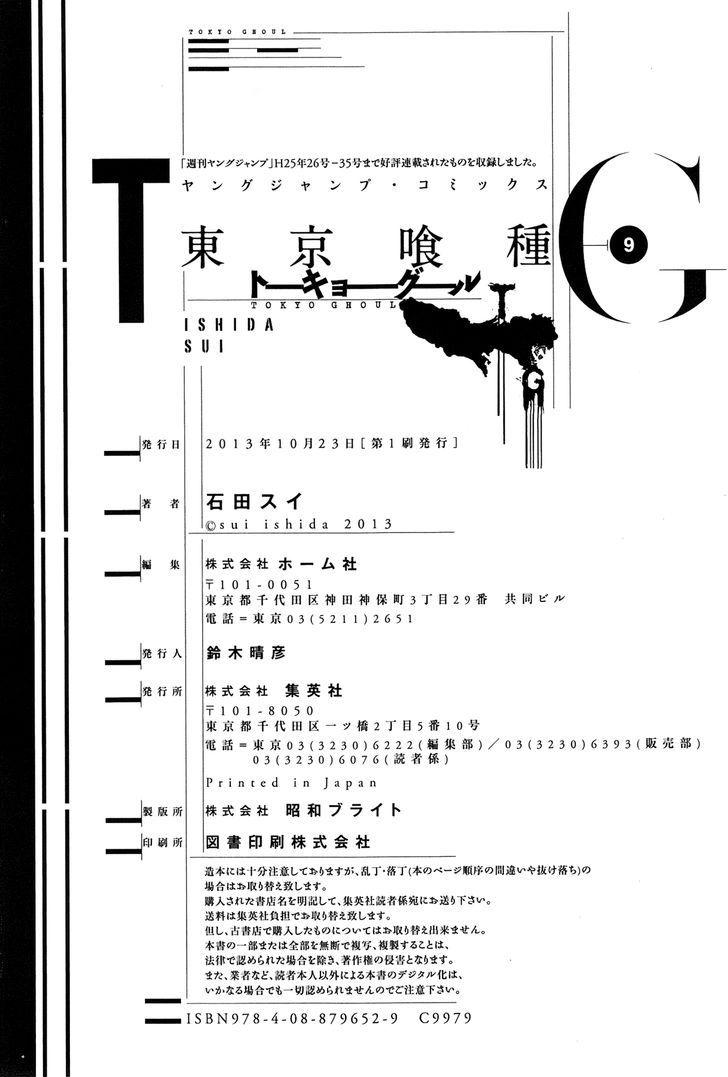 TOKYO GHOUL
「週刊ヤングジャンプ」H25年26号−35号まで好評連載されたものを収録しました。
ヤングジャンプ・コミックス
T
G
9
東京喰種
トーキョーグール
TOKYO GHOUL
ISHIDA
SUI
T
G
発行日 2013年10月23日[第1刷発行]
著者 石田スイ
©sui ishida 2013
編集 株式会社 ホーム社
〒101-0051
東京都千代田区神田神保町3丁目29番 共同ビル
電話=東京03(5211)2651
発行人 鈴木晴彦
発行所 株式会社 集英社
〒101-8050
東京都千代田区一ツ橋2丁目5番10号
電話=東京03(3230)6222(編集部)／03(3230)6393(販売部)
03(3230)6076(読者係)
Printed in Japan
製版所 株式会社 昭和ブライト
印刷所 図書印刷株式会社
造本には十分注意しておりますが、乱丁・落丁(本のページ順序の間違いや抜け落ち)の
場合はお取り替え致します。
購入された書店名を明記して、集英社読者係宛にお送り下さい。
送料は集英社負担でお取り替え致します。
但し、古書店で購入したものについてはお取り替え出来ません。
本書の一部または全部を無断で複写、複製することは、
法律で認められた場合を除き、著作権の侵害となります。
また、業者など、読者本人以外による本書のデジタル化は、
いかなる場合でも一切認められませんのでご注意下さい。
ISBN978-4-08-879652-9 C9979